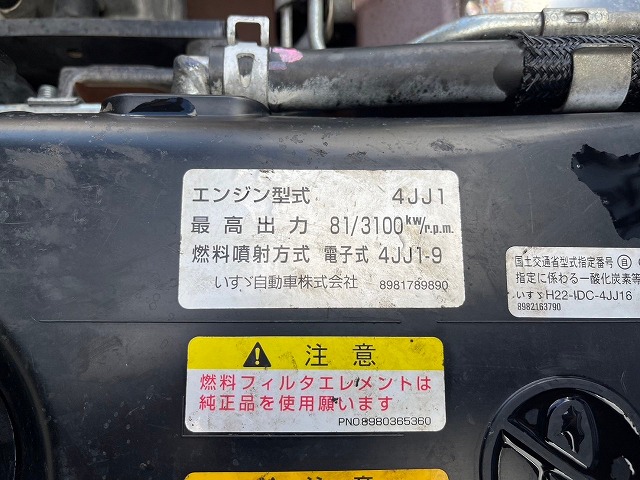 エンジン型式 4JJ1
最高出力 81/3100kW/r.p.m.
燃料噴射方式 電子式 4JJ1-9
いすゞ自動車株式会社 8981789890
国土交通省型式指定番号 自
指定に係わる一酸化炭素等
いすゞH22-IDC-4JJ16
8982163790
注意
燃料フィルタエレメントは
純正品を使用願います
PNO8980365360
注意